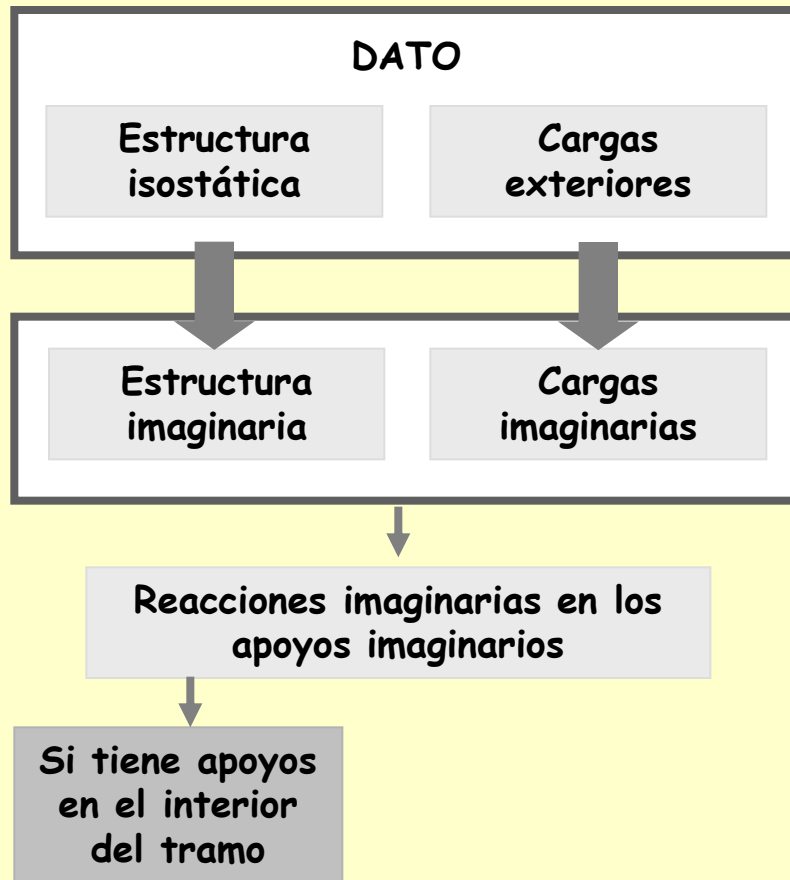 DATO
Estructura
isostática
Cargas
exteriores
Estructura
imaginaria
Cargas
imaginarias
Reacciones imaginarias en los
apoyos imaginarios
Si tiene apoyos
en el interior
del tramo